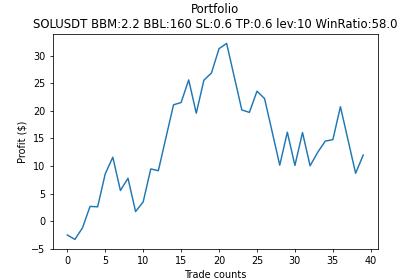 Portfolio
SOLUSDT BBM:2.2 BBL:160 SL:0.6 TP:0.6 lev:10 WinRatio:58.0
Profit ($)
30
25
20
15
10
5
0
−5
0 5 10 15 20 25 30 35 40
Trade counts